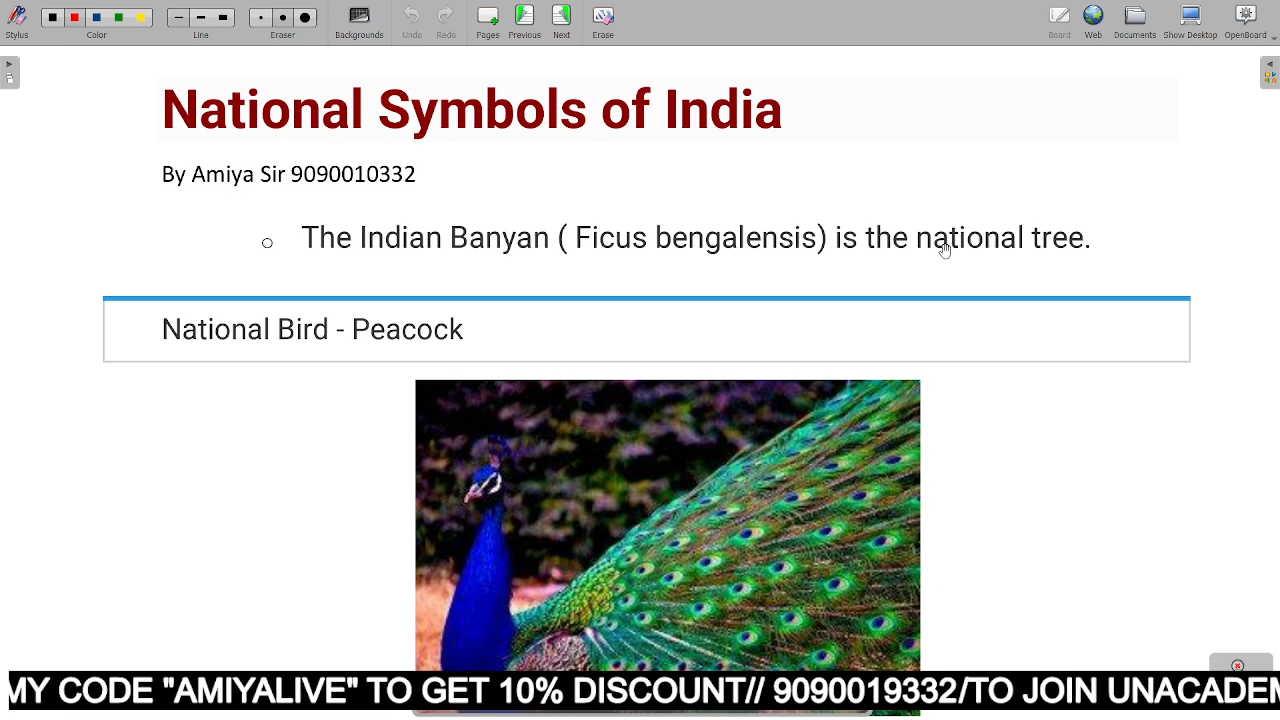 Stylus Color Line Eraser Backgrounds Undo Redo Pages Previous Next Erase Board Web Documents Show Desktop OpenBoard
National Symbols of India
By Amiya Sir 9090010332
The Indian Banyan ( Ficus bengalensis) is the national tree.
National Bird - Peacock
MY CODE "AMIYALIVE" TO GET 10% DISCOUNT// 9090019332/TO JOIN UNACADEM